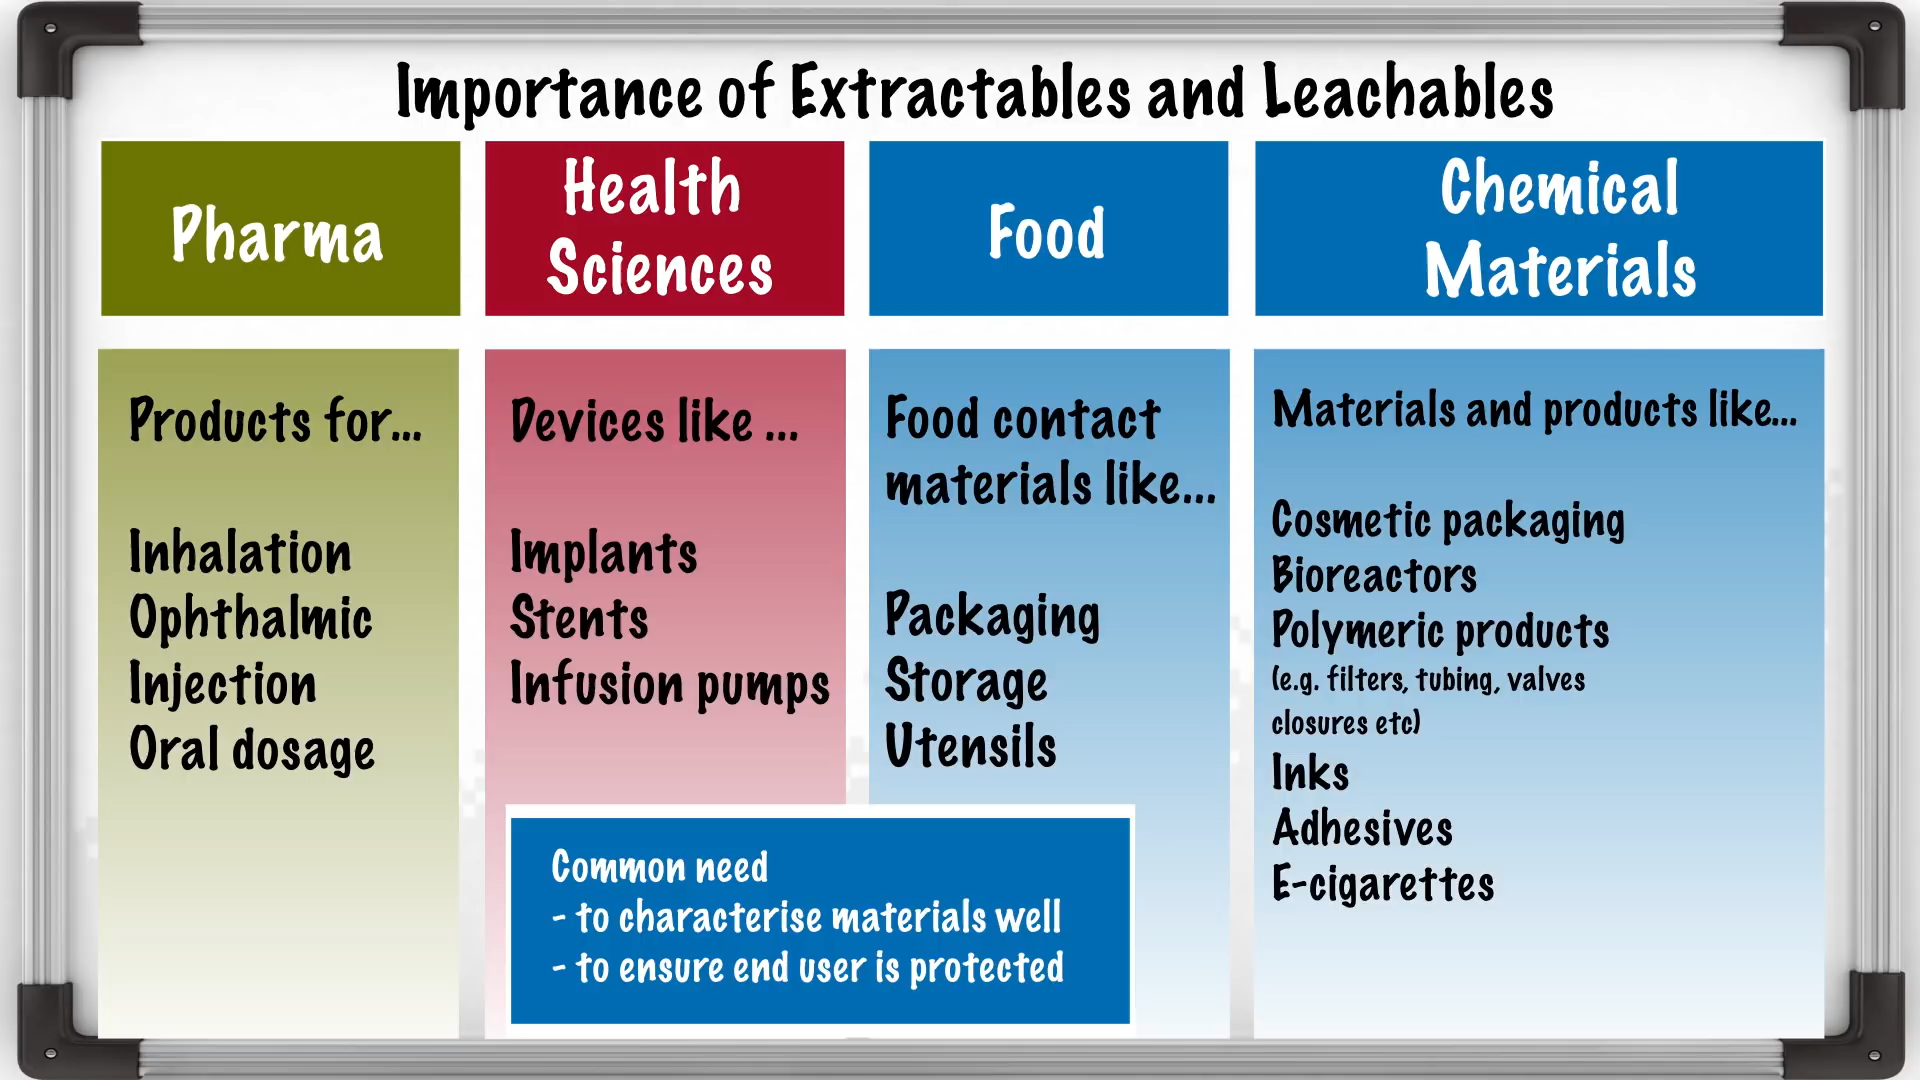 Importance of Extractables and Leachables
Pharma
Products for...
Inhalation
Ophthalmic
Injection
Oral dosage
Health
Sciences
Devices like ...
Implants
Stents
Infusion pumps
Food
Food contact
materials like...
Packaging
Storage
Utensils
Chemical
Materials
Materials and products like...
Cosmetic packaging
Bioreactors
Polymeric products
(e.g. filters, tubing, valves
closures etc)
Inks
Adhesives
E-cigarettes
Common need
- to characterise materials well
- to ensure end user is protected